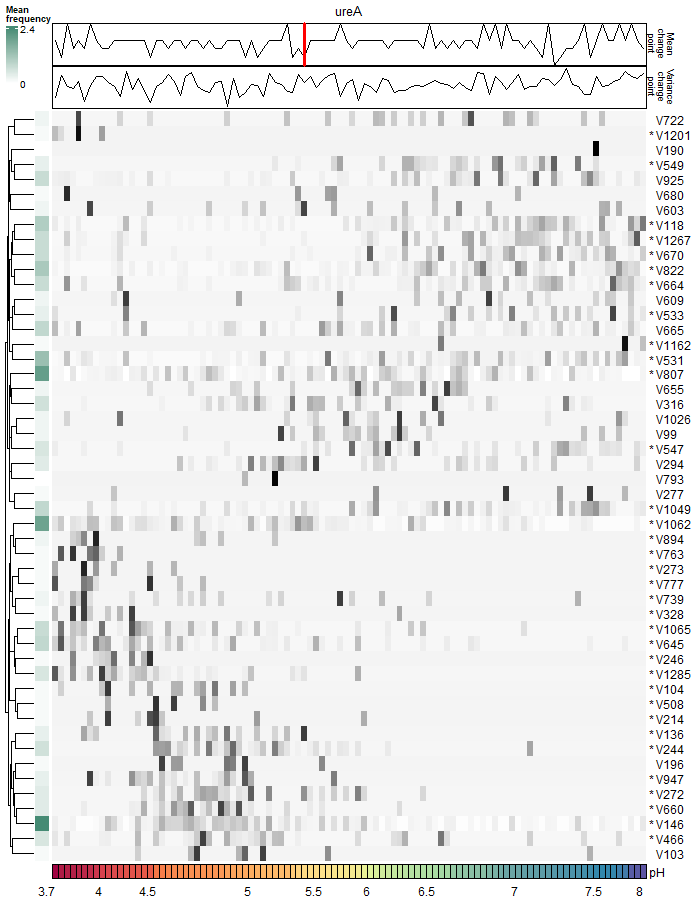 ureA
Mean
frequency
2.4
0
Mean
change
point
Variance
change
point
V722
* V1201
V190
* V549
V925
V680
V603
* V118
* V1267
* V670
* V822
* V664
V609
* V533
V665
* V1162
* V531
* V807
V655
V316
V1026
V99
* V547
V294
V793
V277
* V1049
* V1062
* V894
* V763
* V273
* V777
* V739
* V328
* V1065
* V645
* V246
* V1285
* V104
* V508
* V214
* V136
* V244
V196
* V947
* V272
* V660
* V146
* V466
V103
pH
3.7 4 4.5 5 5.5 6 6.5 7 7.5 8